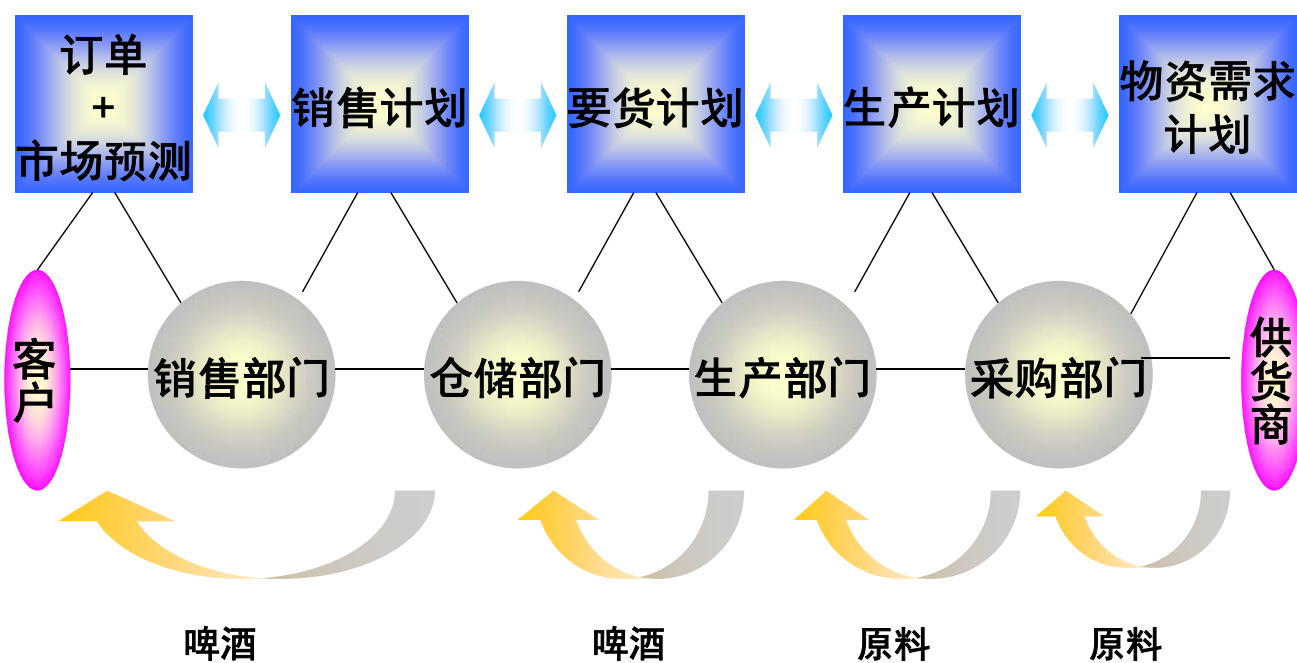 订单
+
市场预测
销售计划
要货计划
生产计划
物资需求
计划
客
户
销售部门
仓储部门
生产部门
采购部门
供
货
商
啤酒
啤酒
原料
原料